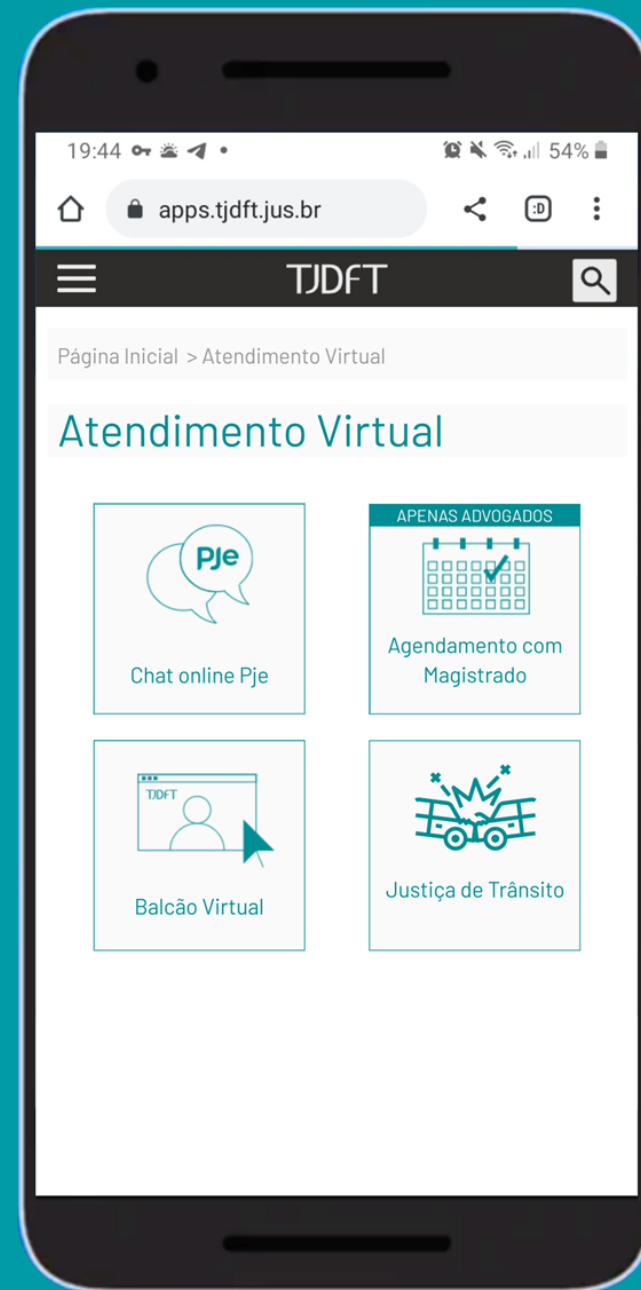 19:44
54%
apps.tjdft.jus.br
:D
TJDFT
Página Inicial > Atendimento Virtual
Atendimento Virtual
PJe
Chat online Pje
APENAS ADVOGADOS
Agendamento com
Magistrado
TJDFT
Balcão Virtual
Justiça de Trânsito